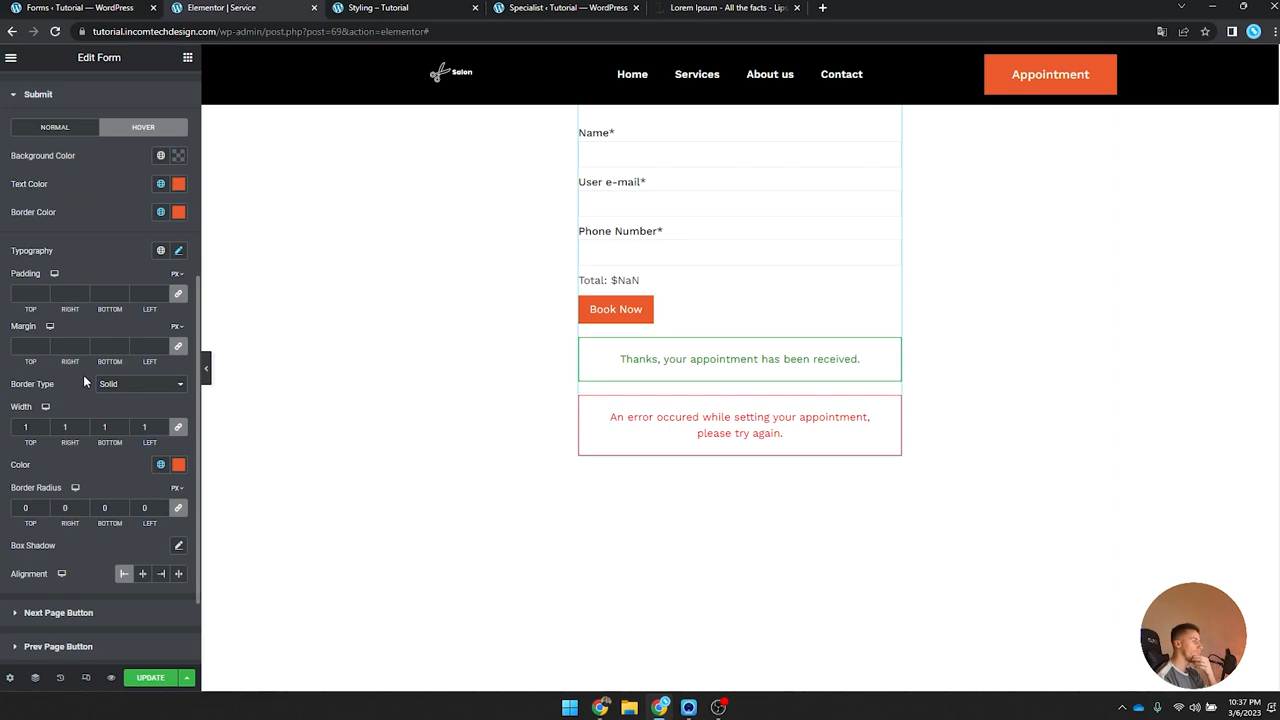 Forms ‹ Tutorial — WordPress
Elementor | Service
Styling – Tutorial
Specialist ‹ Tutorial — WordPress
Lorem Ipsum - All the facts - Lips
tutorial.incomtechdesign.com/wp-admin/post.php?post=69&action=elementor#
Edit Form
Salon
Home
Services
About us
Contact
Appointment
Submit
NORMAL
HOVER
Background Color
Text Color
Border Color
Typography
Padding
PX
TOP
RIGHT
BOTTOM
LEFT
Margin
PX
TOP
RIGHT
BOTTOM
LEFT
Border Type
Solid
Width
1
1
1
1
TOP
RIGHT
BOTTOM
LEFT
Color
Border Radius
PX
0
0
0
0
TOP
RIGHT
BOTTOM
LEFT
Box Shadow
Alignment
Next Page Button
Prev Page Button
UPDATE
Name*
User e-mail*
Phone Number*
Total: $NaN
Book Now
Thanks, your appointment has been received.
An error occured while setting your appointment,
please try again.
10:37 PM
3/6/2023